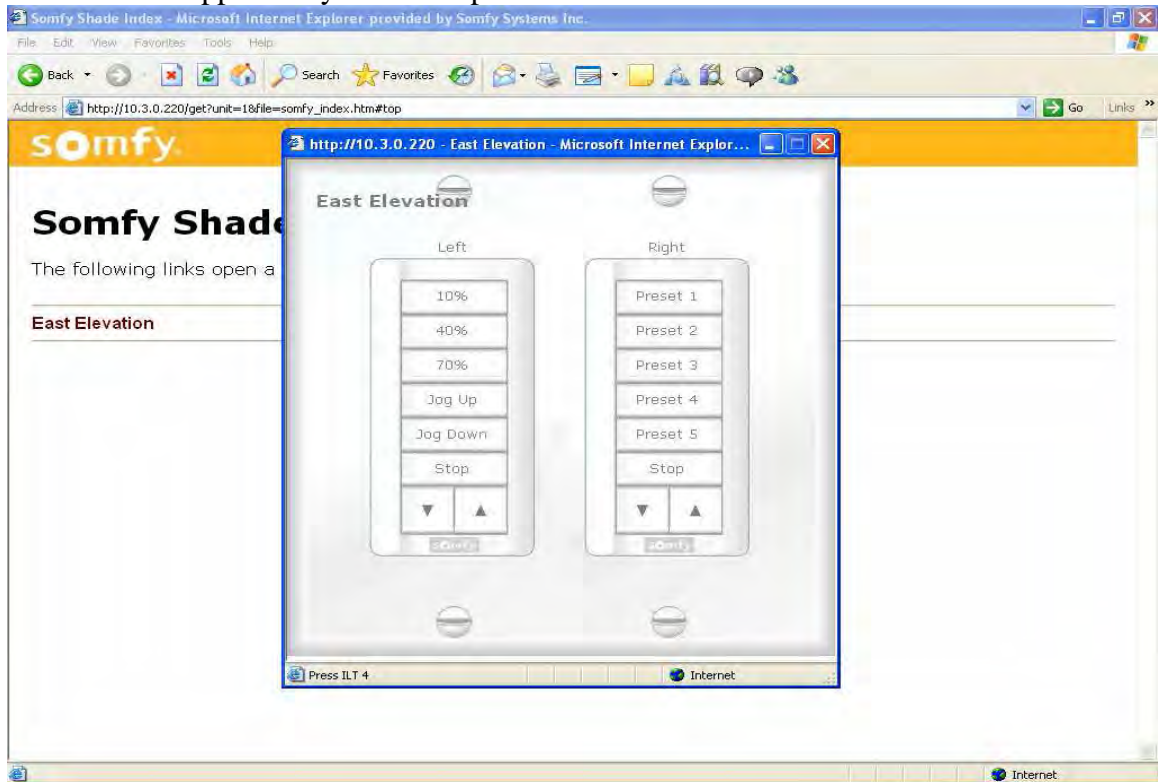 Somfy Shade Index - Microsoft Internet Explorer provided by Somfy Systems Inc.
File Edit View Favorites Tools Help
Back Search Favorites
Address http://10.3.0.220/get?unit=18&file=somfy_index.htm#top Go Links »
somfy.
http://10.3.0.220 - East Elevation - Microsoft Internet Explor...
Somfy Shade
The following links open a
East Elevation
East Elevation
Left Right
10% Preset 1
40% Preset 2
70% Preset 3
Jog Up Preset 4
Jog Down Preset 5
Stop Stop
somfy somfy
Press ILT 4 Internet
Internet